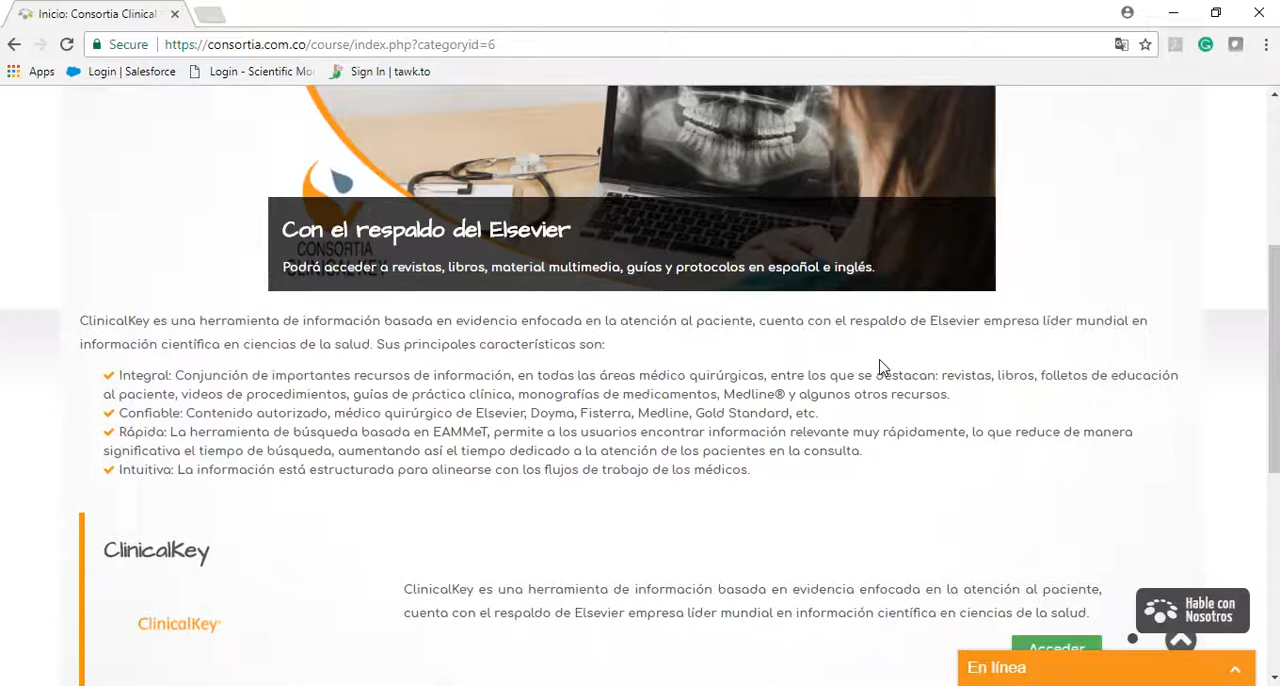 Inicio: Consortia Clinical
Secure
https://consortia.com.co/course/index.php?categoryid=6
Apps
Login | Salesforce
Login - Scientific Mo
Sign In | tawk.to
CONSORTIA
Con el respaldo del Elsevier
Podrá acceder a revistas, libros, material multimedia, guías y protocolos en español e inglés.
ClinicalKey es una herramienta de información basada en evidencia enfocada en la atención al paciente, cuenta con el respaldo de Elsevier empresa líder mundial en
información científica en ciencias de la salud. Sus principales características son:
Integral: Conjunción de importantes recursos de información, en todas las áreas médico quirúrgicas, entre los que se destacan: revistas, libros, folletos de educación
al paciente, videos de procedimientos, guías de práctica clínica, monografías de medicamentos, Medline® y algunos otros recursos.
Confiable: Contenido autorizado, médico quirúrgico de Elsevier, Doyma, Fisterra, Medline, Gold Standard, etc.
Rápida: La herramienta de búsqueda basada en EAMMeT, permite a los usuarios encontrar información relevante muy rápidamente, lo que reduce de manera
significativa el tiempo de búsqueda, aumentando así el tiempo dedicado a la atención de los pacientes en la consulta.
Intuitiva: La información está estructurada para alinearse con los flujos de trabajo de los médicos.
ClinicalKey
ClinicalKey
ClinicalKey es una herramienta de información basada en evidencia enfocada en la atención al paciente,
cuenta con el respaldo de Elsevier empresa líder mundial en información científica en ciencias de la salud.
Acceder
Hable con
Nosotros
En línea